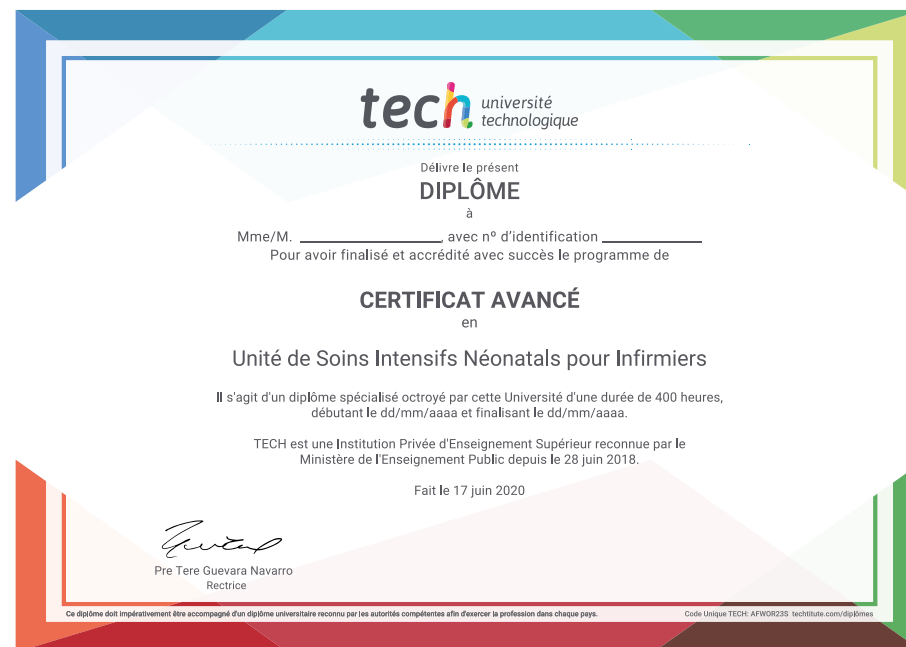 tech université
technologique
Délivre le présent
DIPLÔME
à
Mme/M. ____________________, avec nº d'identification ______________
Pour avoir finalisé et accrédité avec succès le programme de
CERTIFICAT AVANCÉ
en
Unité de Soins Intensifs Néonatals pour Infirmiers
Il s'agit d'un diplôme spécialisé octroyé par cette Université d'une durée de 400 heures,
débutant le dd/mm/aaaa et finalisant le dd/mm/aaaa.
TECH est une Institution Privée d'Enseignement Supérieur reconnue par le
Ministère de l'Enseignement Public depuis le 28 juin 2018.
Fait le 17 juin 2020
Pre Tere Guevara Navarro
Rectrice
Ce diplôme doit impérativement être accompagné d'un diplôme universitaire reconnu par les autorités compétentes afin d'exercer la profession dans chaque pays.
Code Unique TECH: AFWOR23S techtitute.com/diplômes